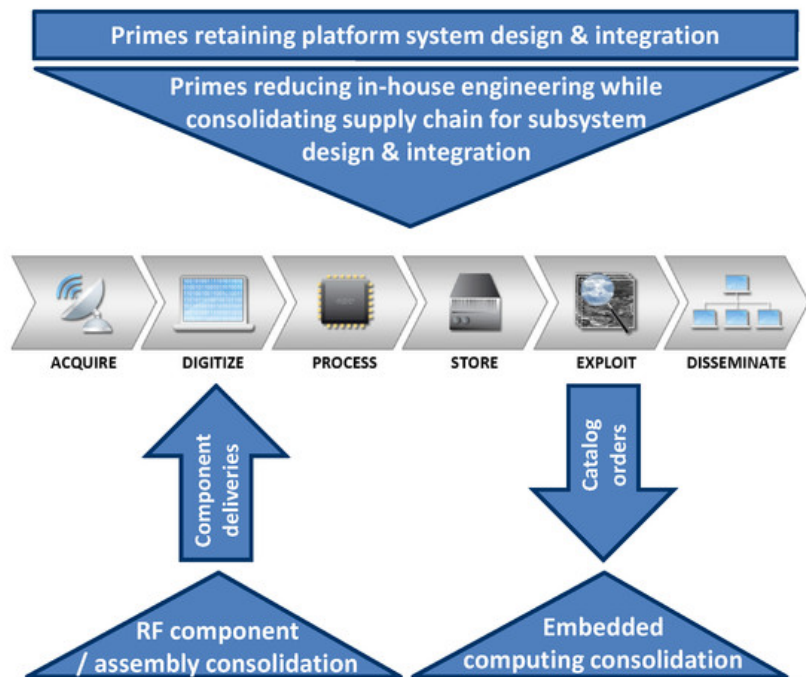 Primes retaining platform system design & integration
Primes reducing in-house engineering while
consolidating supply chain for subsystem
design & integration
ACQUIRE
DIGITIZE
PROCESS
STORE
EXPLOIT
DISSEMINATE
Component
deliveries
Catalog
orders
RF component
/ assembly consolidation
Embedded
computing consolidation